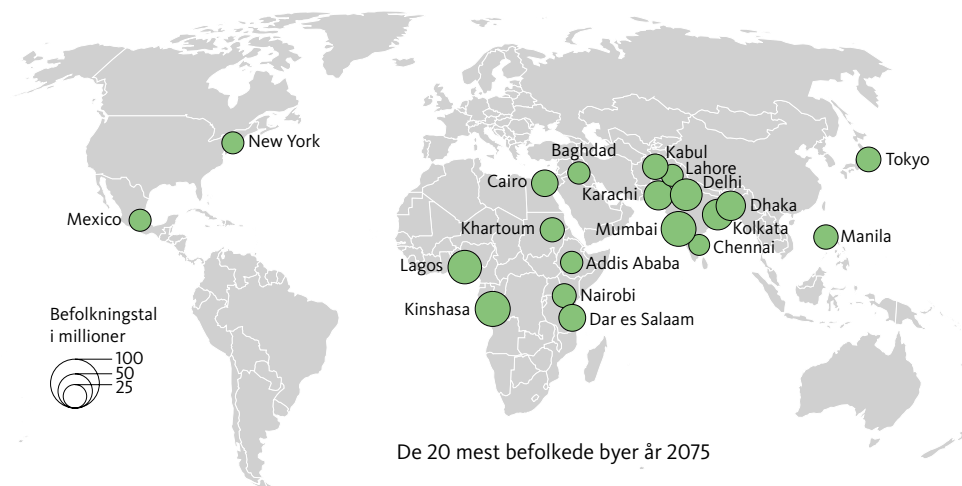 New York
Mexico
Baghdad
Kabul
Lahore
Tokyo
Cairo
Karachi
Delhi
Dhaka
Khartoum
Mumbai
Kolkata
Manila
Chennai
Lagos
Addis Ababa
Kinshasa
Nairobi
Dar es Salaam
Befolkningstal
i millioner
100
50
25
De 20 mest befolkede byer år 2075